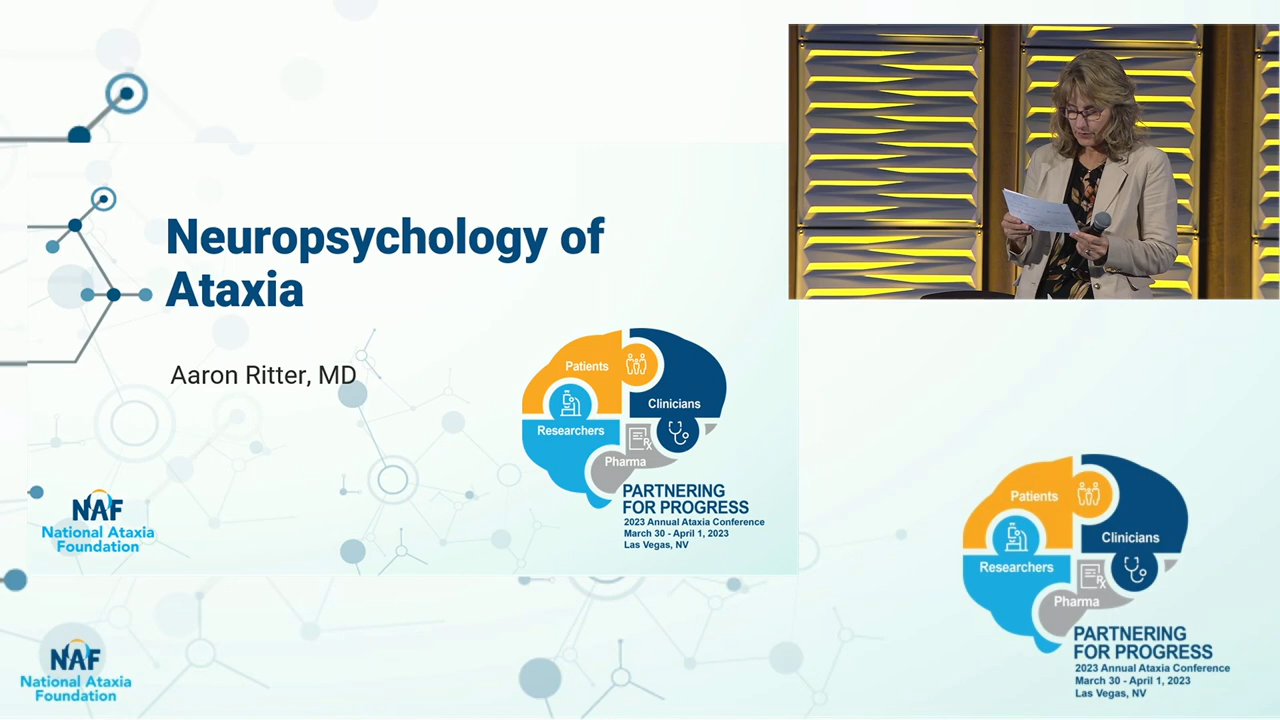 Neuropsychology of
Ataxia
Aaron Ritter, MD
Patients
Clinicians
Researchers
Rx
Pharma
PARTNERING
FOR PROGRESS
2023 Annual Ataxia Conference
March 30 - April 1, 2023
Las Vegas, NV
NAF
National Ataxia
Foundation
Patients
Clinicians
Researchers
Rx
Pharma
PARTNERING
FOR PROGRESS
2023 Annual Ataxia Conference
March 30 - April 1, 2023
Las Vegas, NV
NAF
National Ataxia
Foundation